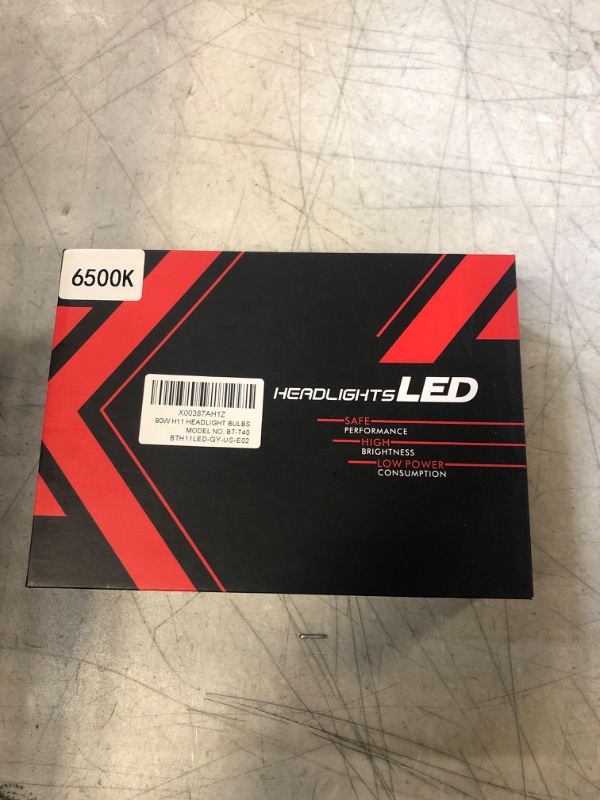 6500K
X00387AH1Z
90W H11 HEADLIGHT BULBS
MODEL NO.:BT-T40
BTH11LED-GY-US-E02
HEADLIGHTS LED
SAFE
PERFORMANCE
HIGH
BRIGHTNESS
LOW POWER
CONSUMPTION